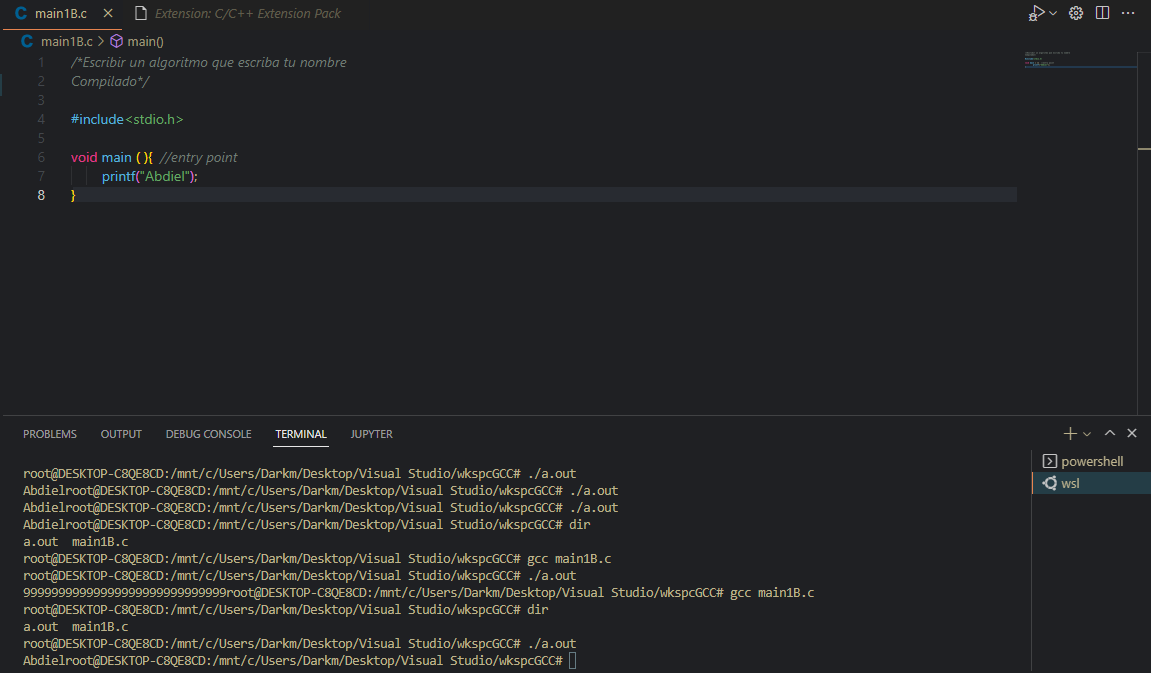 main1B.c Extension: C/C++ Extension Pack
main1B.c > main()
1 /*Escribir un algoritmo que escriba tu nombre
2 Compilado*/
3
4 #include<stdio.h>
5
6 void main ( ){ //entry point
7 printf("Abdiel");
8 }
PROBLEMS OUTPUT DEBUG CONSOLE TERMINAL JUPYTER
powershell
wsl
root@DESKTOP-C8QE8CD:/mnt/c/Users/Darkm/Desktop/Visual Studio/wkspcGCC# ./a.out
Abdielroot@DESKTOP-C8QE8CD:/mnt/c/Users/Darkm/Desktop/Visual Studio/wkspcGCC# ./a.out
Abdielroot@DESKTOP-C8QE8CD:/mnt/c/Users/Darkm/Desktop/Visual Studio/wkspcGCC# ./a.out
Abdielroot@DESKTOP-C8QE8CD:/mnt/c/Users/Darkm/Desktop/Visual Studio/wkspcGCC# dir
a.out main1B.c
root@DESKTOP-C8QE8CD:/mnt/c/Users/Darkm/Desktop/Visual Studio/wkspcGCC# gcc main1B.c
root@DESKTOP-C8QE8CD:/mnt/c/Users/Darkm/Desktop/Visual Studio/wkspcGCC# ./a.out
99999999999999999999999999999root@DESKTOP-C8QE8CD:/mnt/c/Users/Darkm/Desktop/Visual Studio/wkspcGCC# gcc main1B.c
root@DESKTOP-C8QE8CD:/mnt/c/Users/Darkm/Desktop/Visual Studio/wkspcGCC# dir
a.out main1B.c
root@DESKTOP-C8QE8CD:/mnt/c/Users/Darkm/Desktop/Visual Studio/wkspcGCC# ./a.out
Abdielroot@DESKTOP-C8QE8CD:/mnt/c/Users/Darkm/Desktop/Visual Studio/wkspcGCC#